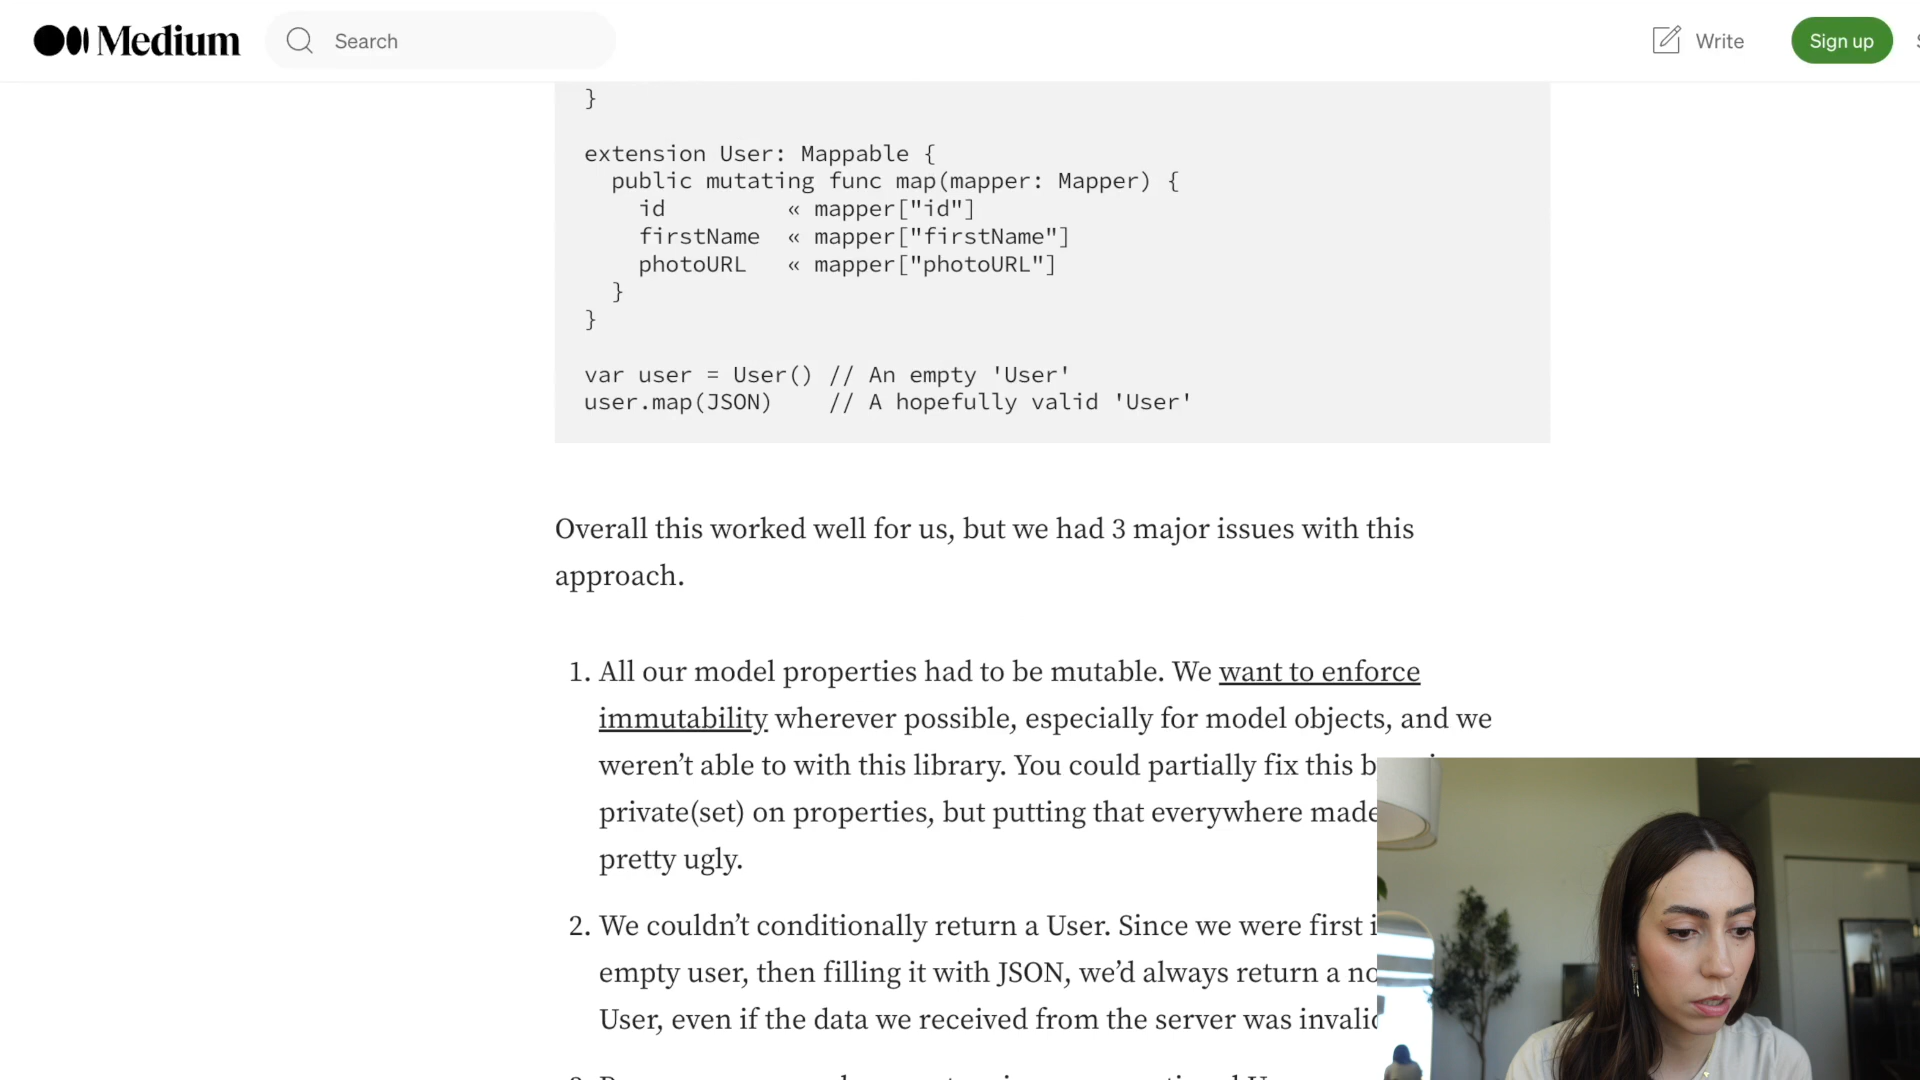 Medium
Search
Write
Sign up
}
extension User: Mappable {
public mutating func map(mapper: Mapper) {
id « mapper["id"]
firstName « mapper["firstName"]
photoURL « mapper["photoURL"]
}
}
var user = User() // An empty 'User'
user.map(JSON) // A hopefully valid 'User'
Overall this worked well for us, but we had 3 major issues with this
approach.
1. All our model properties had to be mutable. We want to enforce
immutability wherever possible, especially for model objects, and we
weren’t able to with this library. You could partially fix this
private(set) on properties, but putting that everywhere made
pretty ugly.
2. We couldn’t conditionally return a User. Since we were first
empty user, then filling it with JSON, we’d always return a
User, even if the data we received from the server was